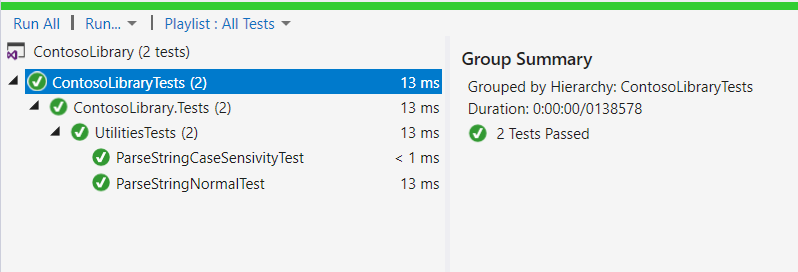 Run All | Run... | Playlist : All Tests
ContosoLibrary (2 tests)
ContosoLibraryTests (2) 13 ms
ContosoLibrary.Tests (2) 13 ms
UtilitiesTests (2) 13 ms
ParseStringCaseSensivityTest < 1 ms
ParseStringNormalTest 13 ms
Group Summary
Grouped by Hierarchy: ContosoLibraryTests
Duration: 0:00:00/0138578
2 Tests Passed